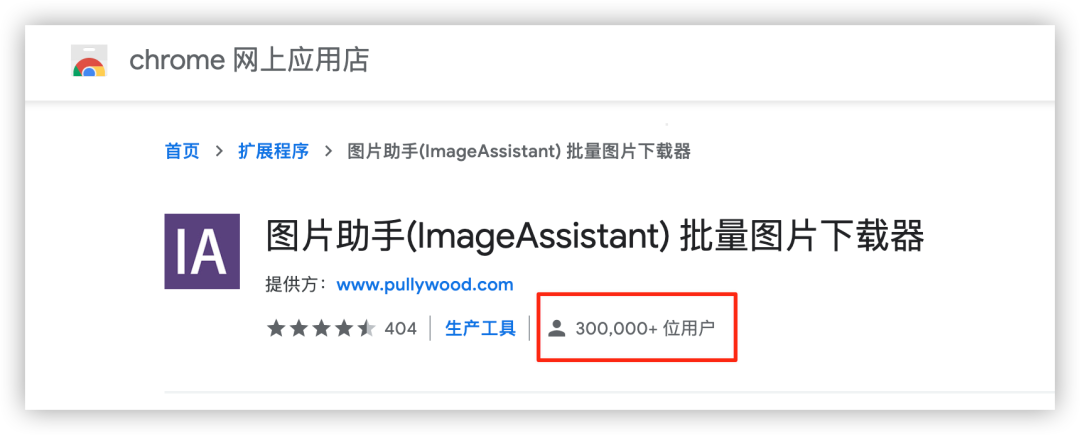 chrome 网上应用店
首页 > 扩展程序 > 图片助手(ImageAssistant) 批量图片下载器
IA
图片助手(ImageAssistant) 批量图片下载器
提供方: www.pullywood.com
404 | 生产工具 | 300,000+ 位用户